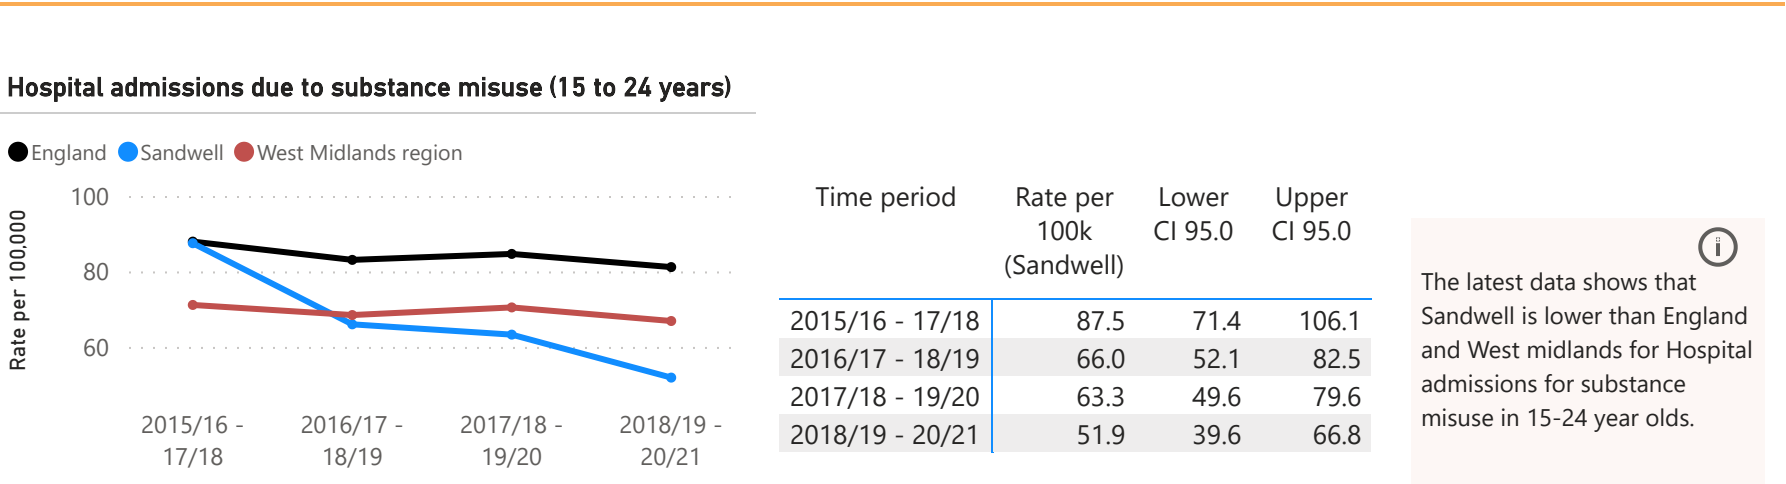 Hospital admissions due to substance misuse (15 to 24 years)
England Sandwell West Midlands region
Rate per 100,000
100
80
60
2015/16 - 17/18
2016/17 - 18/19
2017/18 - 19/20
2018/19 - 20/21
Time period Rate per 100k (Sandwell) Lower CI 95.0 Upper CI 95.0
2015/16 - 17/18 87.5 71.4 106.1
2016/17 - 18/19 66.0 52.1 82.5
2017/18 - 19/20 63.3 49.6 79.6
2018/19 - 20/21 51.9 39.6 66.8
The latest data shows that
Sandwell is lower than England
and West midlands for Hospital
admissions for substance
misuse in 15-24 year olds.